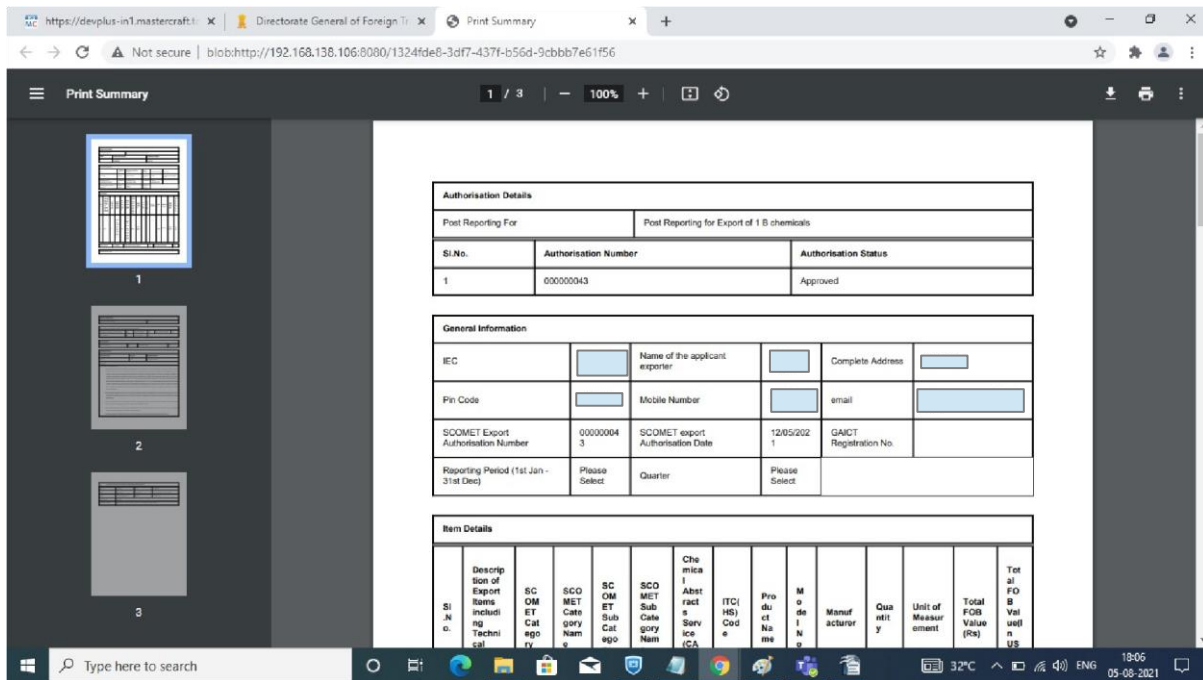 https://devplus-in1.mastercraft.t
Directorate General of Foreign Tr
Print Summary
Not secure | blob:http://192.168.138.106:8080/1324fde8-3df7-437f-b56d-9cbbb7e61f56
Print Summary
1 / 3
100%
1
2
3
Authorisation Details
Post Reporting For
Post Reporting for Export of 1 B chemicals
Sl.No.
Authorisation Number
Authorisation Status
1
000000043
Approved
General Information
IEC
Name of the applicant
exporter
Complete Address
Pin Code
Mobile Number
email
SCOMET Export
Authorisation Number
00000004
3
SCOMET export
Authorisation Date
12/05/202
1
GAICT
Registration No.
Reporting Period (1st Jan -
31st Dec)
Please
Select
Quarter
Please
Select
Item Details
Sl
.N
o.
Descrip
tion of
Export
Items
includi
ng
Techni
cal
SC
OM
ET
Cat
ego
ry
SCO
MET
Cate
gory
Nam
e
SC
OM
ET
Sub
Cat
ego
SCO
MET
Sub
Cate
gory
Nam
Che
mica
l
Abst
ract
s
Serv
ice
(CA
ITC(
HS)
Cod
e
Pro
du
ct
Na
me
M
o
de
l
N
o
Manuf
acturer
Qua
ntit
y
Unit of
Measur
ement
Total
FOB
Value
(Rs)
Tot
al
FO
B
Val
ue(I
n
US
Type here to search
32°C
ENG
18:06
05-08-2021